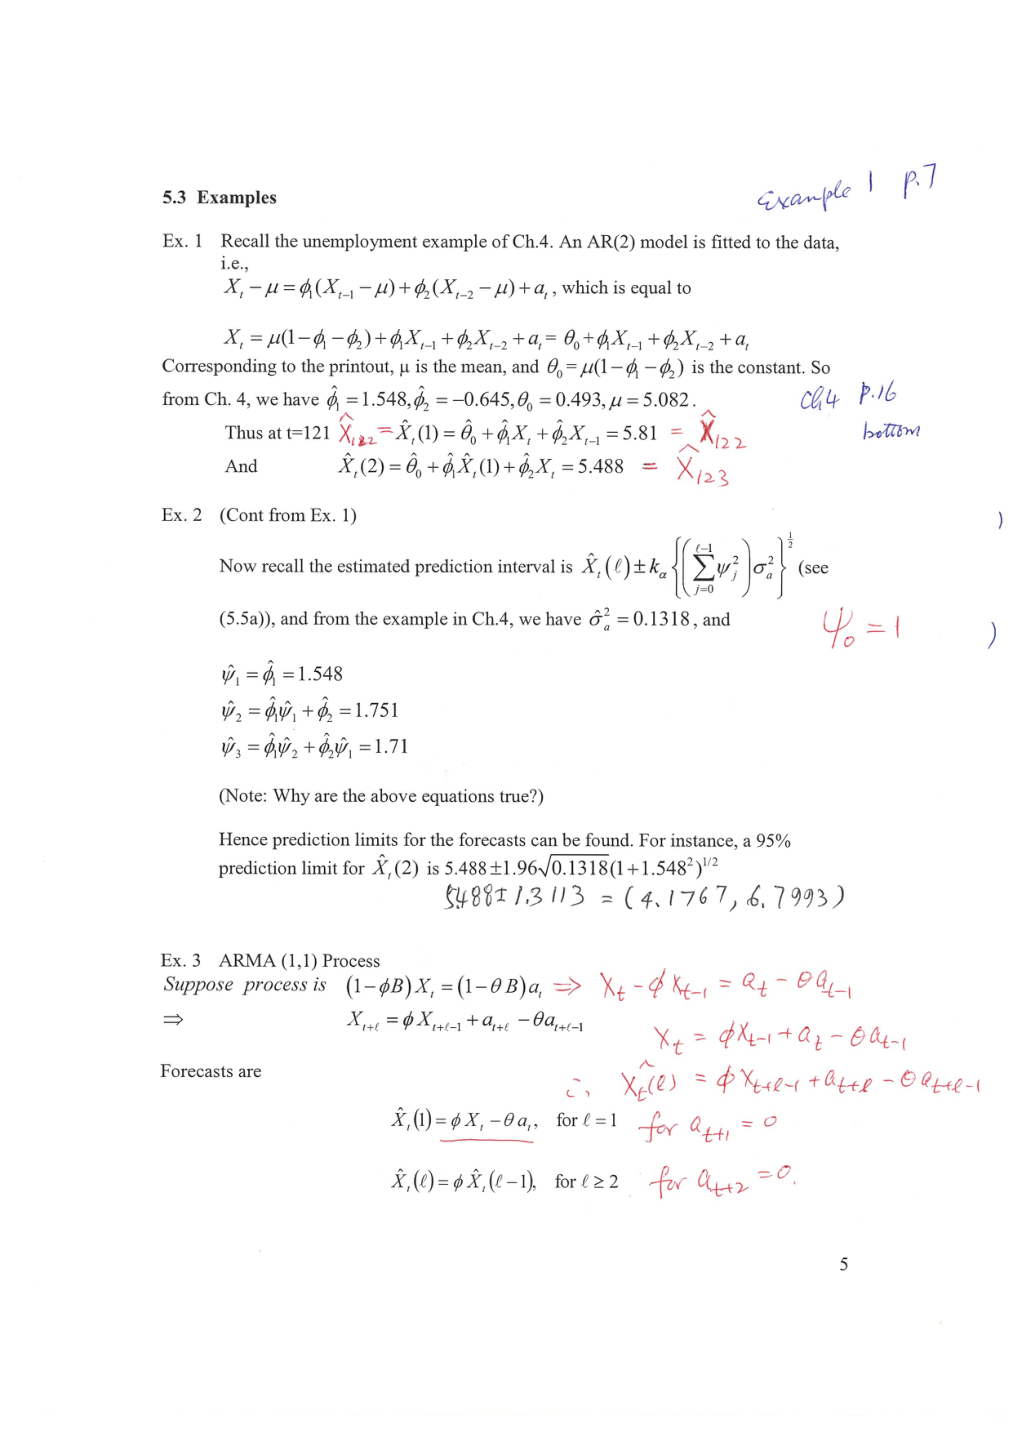 Example 1 p.7
5.3 Examples
Ex. 1 Recall the unemployment example of Ch.4. An AR(2) model is fitted to the data,
i.e.,
X_t − μ = ϕ_1(X_{t−1} − μ) + ϕ_2(X_{t−2} − μ) + a_t, which is equal to
X_t = μ(1 − ϕ_1 − ϕ_2) + ϕ_1X_{t−1} + ϕ_2X_{t−2} + a_t = θ_0 + ϕ_1X_{t−1} + ϕ_2X_{t−2} + a_t
Corresponding to the printout, μ is the mean, and θ_0 = μ(1 − ϕ_1 − ϕ_2) is the constant. So
from Ch. 4, we have ϕ̂_1 = 1.548, ϕ̂_2 = −0.645, θ_0 = 0.493, μ = 5.082. Ch4 p.16
bottom
Thus at t=121 X̂_{122} = X̂_t(1) = θ̂_0 + ϕ̂_1X_t + ϕ̂_2X_{t−1} = 5.81 = X̂_{122}
And X̂_t(2) = θ̂_0 + ϕ̂_1X̂_t(1) + ϕ̂_2X_t = 5.488 = X̂_{123}
Ex. 2 (Cont from Ex. 1)
Now recall the estimated prediction interval is X̂_t(ℓ) ± k_α{(∑_{j=0}^{ℓ−1} ψ_j^2)σ_a^2}^{1/2} (see
(5.5a)), and from the example in Ch.4, we have σ̂_a^2 = 0.1318, and ψ_0 = 1
ψ̂_1 = ϕ̂_1 = 1.548
ψ̂_2 = ϕ̂_1ψ̂_1 + ϕ̂_2 = 1.751
ψ̂_3 = ϕ̂_1ψ̂_2 + ϕ̂_2ψ̂_1 = 1.71
(Note: Why are the above equations true?)
Hence prediction limits for the forecasts can be found. For instance, a 95%
prediction limit for X̂_t(2) is 5.488 ± 1.96√0.1318(1 + 1.548^2)^{1/2}
5.488 ± 1.3113 = (4.1767, 6.7993)
Ex. 3 ARMA (1,1) Process
Suppose process is (1 − ϕB)X_t = (1 − θB)a_t ⇒ X_t − ϕX_{t−1} = a_t − θa_{t−1}
⇒ X_{t+ℓ} = ϕX_{t+ℓ−1} + a_{t+ℓ} − θa_{t+ℓ−1}
X_t = ϕX_{t−1} + a_t − θa_{t−1}
Forecasts are
∴ X̂_t(ℓ) = ϕX_{t+ℓ−1} + a_{t+ℓ} − θa_{t+ℓ−1}
X̂_t(1) = ϕX_t − θa_t, for ℓ = 1 for a_{t+1} = 0
X̂_t(ℓ) = ϕX̂_t(ℓ − 1), for ℓ ≥ 2 for a_{t+2} = 0.
5